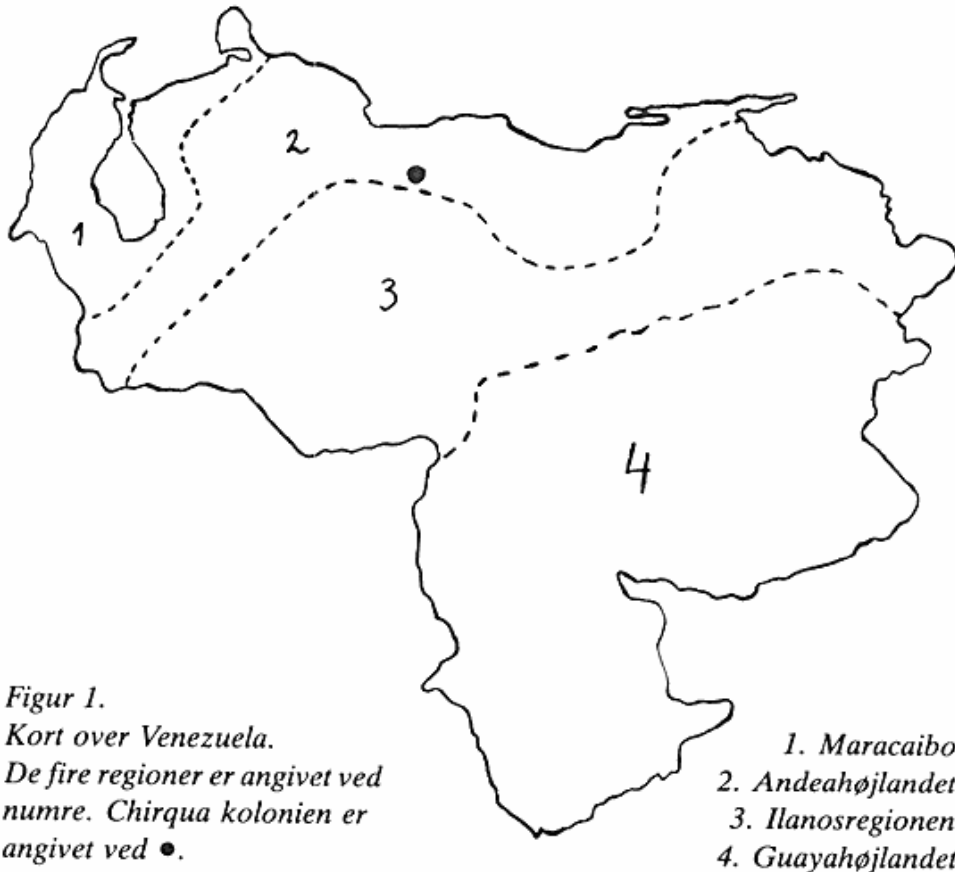 1
2
3
4
Figur 1.
Kort over Venezuela.
De fire regioner er angivet ved
numre. Chirqua kolonien er
angivet ved ●.
1. Maracaibo
2. Andeahøjlandet
3. Ilanosregionen
4. Guayahøjlandet